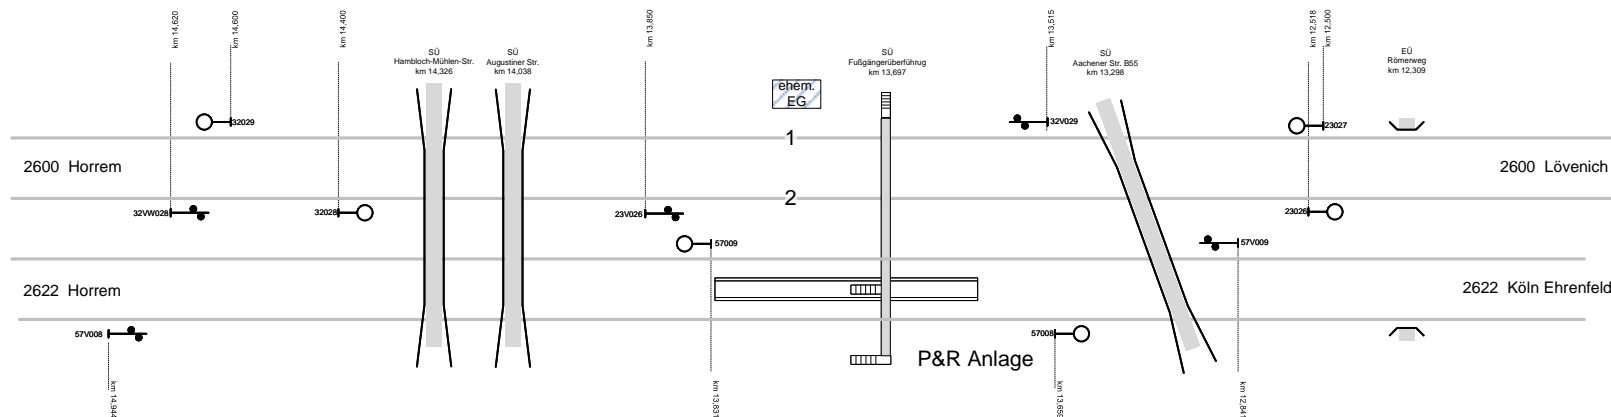 km 14,620
km 14,600
km 14,400
km 13,850
km 13,515
km 12,518
km 12,500
SÜ
Hambloch-Mühlen-Str.
km 14,326
SÜ
Augustiner Str.
km 14,038
SÜ
Fußgängerüberführug
km 13,697
SÜ
Aachener Str. B55
km 13,298
EÜ
Römerweg
km 12,309
ehem.
EG
32029
32V029
23027
1
2600 Horrem
2600 Lövenich
2
32VW028
32028
23V026
23026
57009
57V009
2622 Horrem
2622 Köln Ehrenfeld
57V008
57008
P&R Anlage
km 14,944
km 13,831
km 13,659
km 12,841